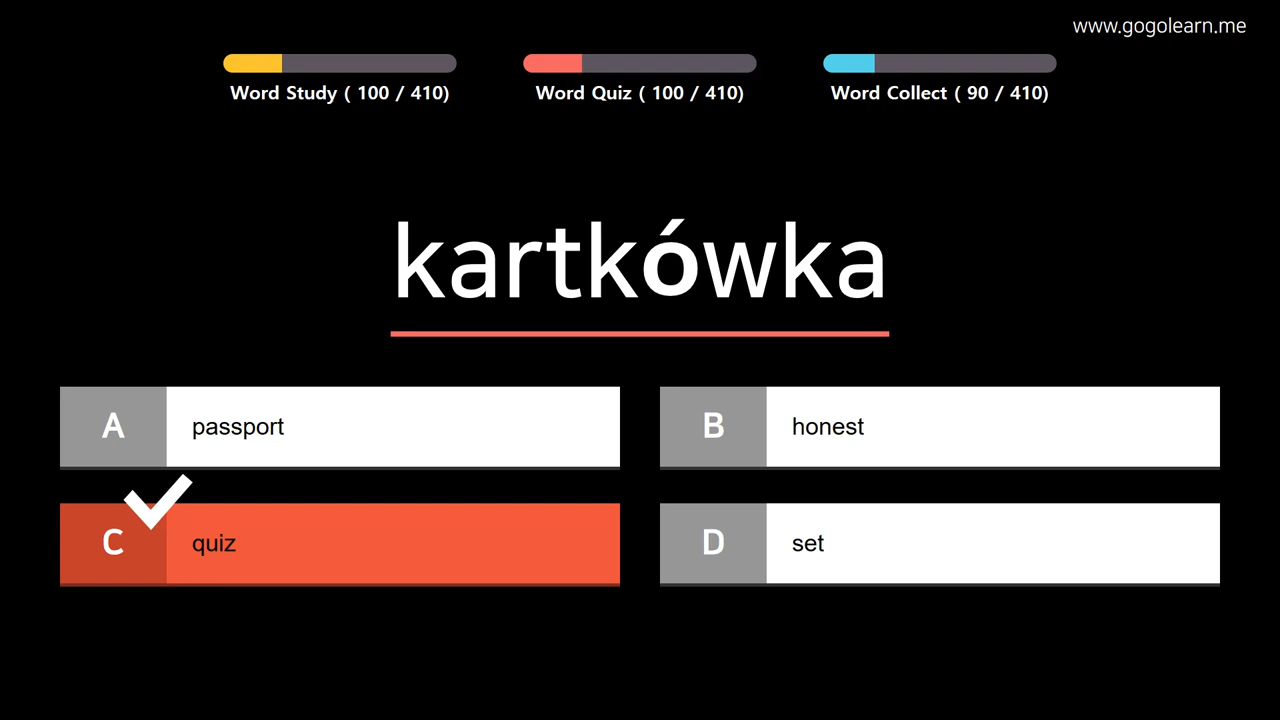 www.gogolearn.me
Word Study ( 100 / 410)
Word Quiz ( 100 / 410)
Word Collect ( 90 / 410)
kartkówka
A passport
B honest
C quiz
D set